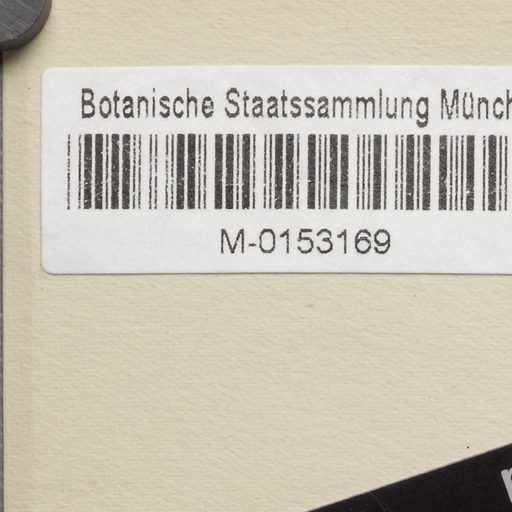 Botanische Staatssammlung Münch
M-0153169